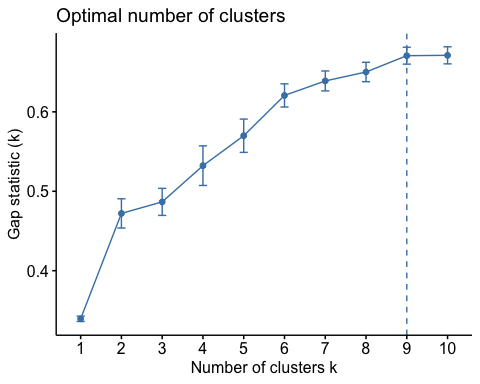 Optimal number of clusters
Gap statistic (k)
0.6
0.5
0.4
1 2 3 4 5 6 7 8 9 10
Number of clusters k